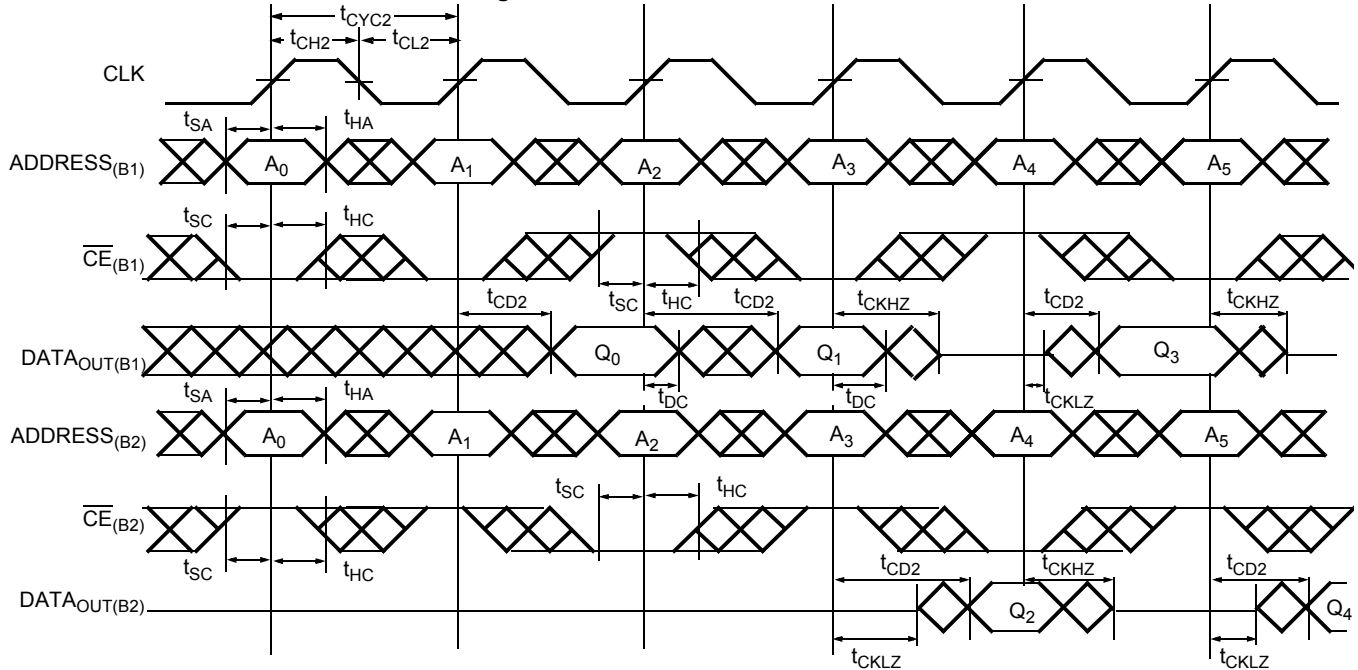 tCYC2
tCH2 tCL2
CLK
tSA tHA
ADDRESS(B1) A0 A1 A2 A3 A4 A5
tSC tHC
CE(B1)
tSC tHC
tCD2 tCD2 tCKHZ tCD2 tCKHZ
DATAOUT(B1) Q0 Q1 Q3
tDC tDC tCKLZ
tSA tHA
ADDRESS(B2) A0 A1 A2 A3 A4 A5
tSC tHC
CE(B2)
tSC tHC
tCD2 tCKHZ tCD2
DATAOUT(B2) Q2 Q4
tCKLZ tCKLZ